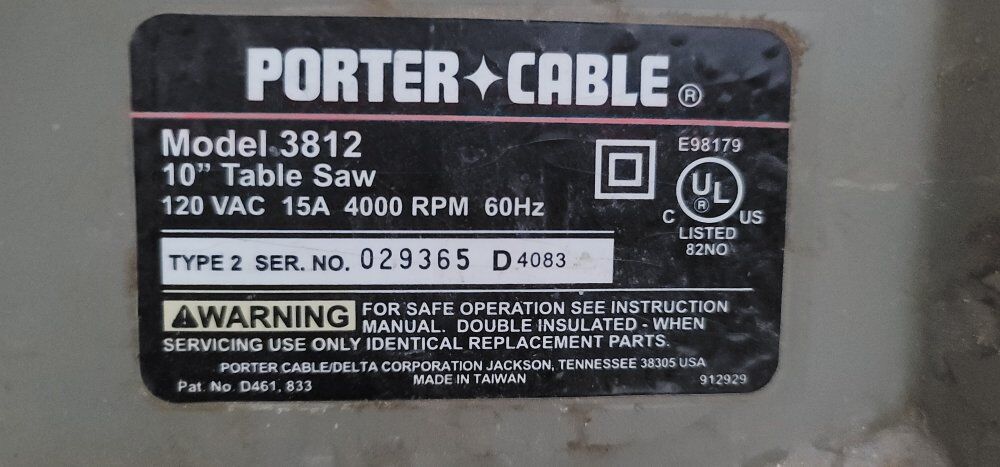 PORTER✦CABLE®
Model 3812
10” Table Saw
120 VAC 15A 4000 RPM 60Hz
E98179
UL®
C US
LISTED
82NO
TYPE 2 SER. NO. 029365 D 4083
WARNING FOR SAFE OPERATION SEE INSTRUCTION
MANUAL. DOUBLE INSULATED - WHEN
SERVICING USE ONLY IDENTICAL REPLACEMENT PARTS.
PORTER CABLE/DELTA CORPORATION JACKSON, TENNESSEE 38305 USA
Pat. No. D461, 833 MADE IN TAIWAN 912929